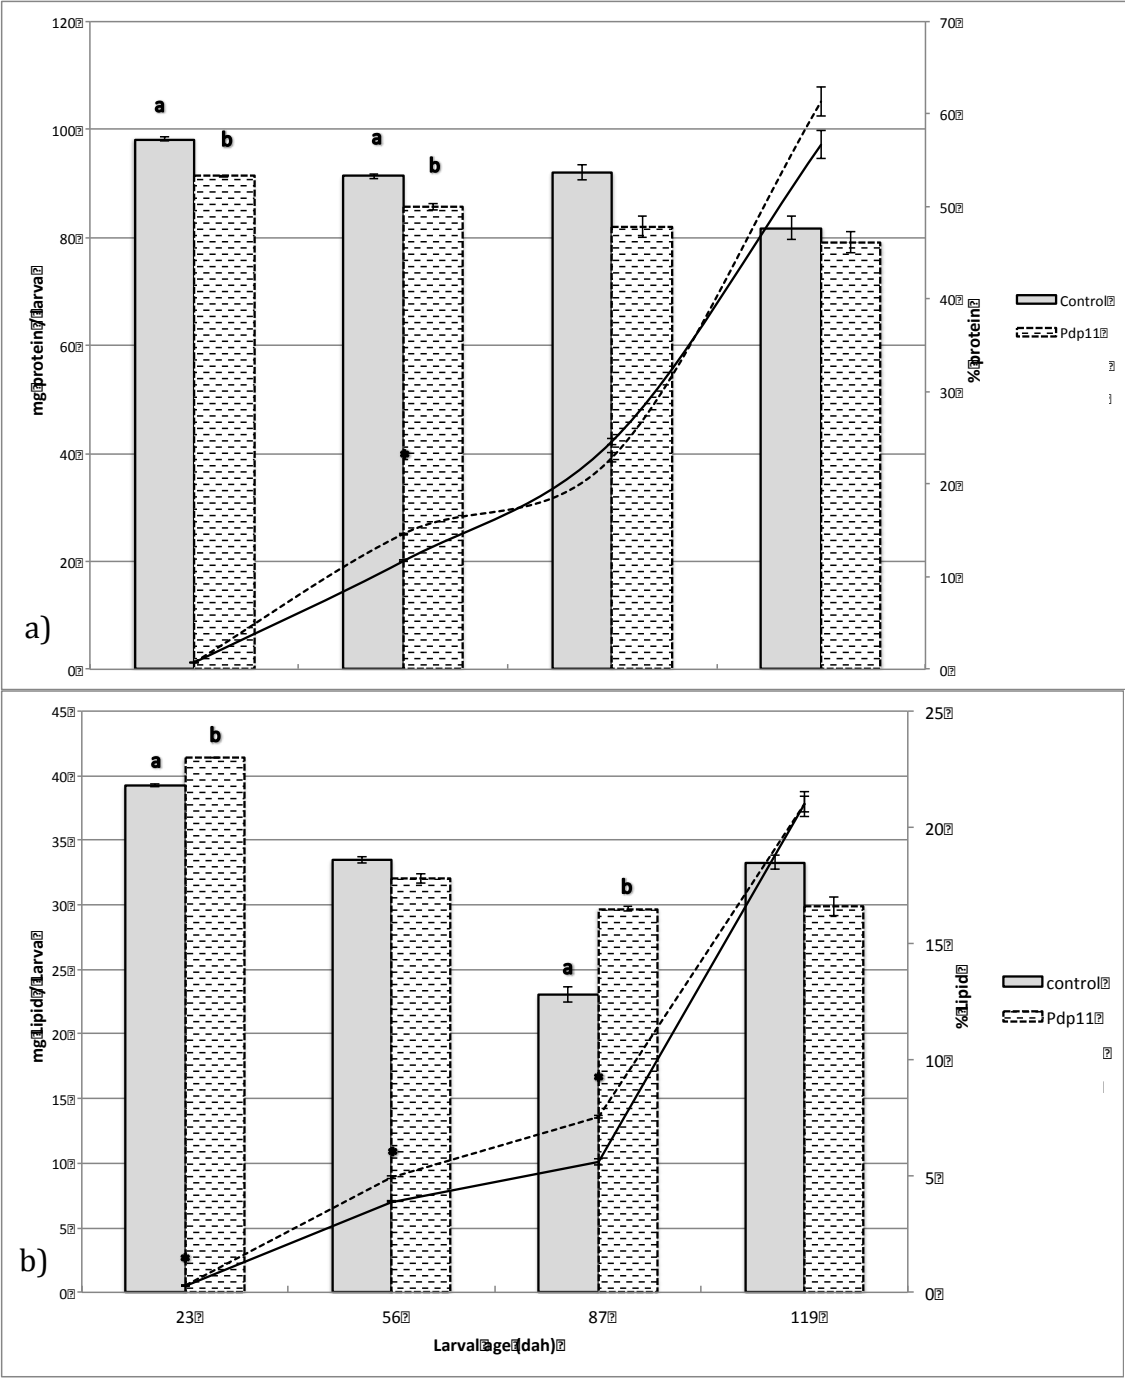 120
100
80
60
40
20
0
mg protein / Larva
a
b
a
b
70
60
50
40
30
20
10
0
% protein
Control
Pdp11
a)
45
40
35
30
25
20
15
10
5
0
mg Lipid / Larva
a
b
a
b
25
20
15
10
5
0
% Lipid
control
Pdp11
b)
23 56 87 119
Larval age (dah)